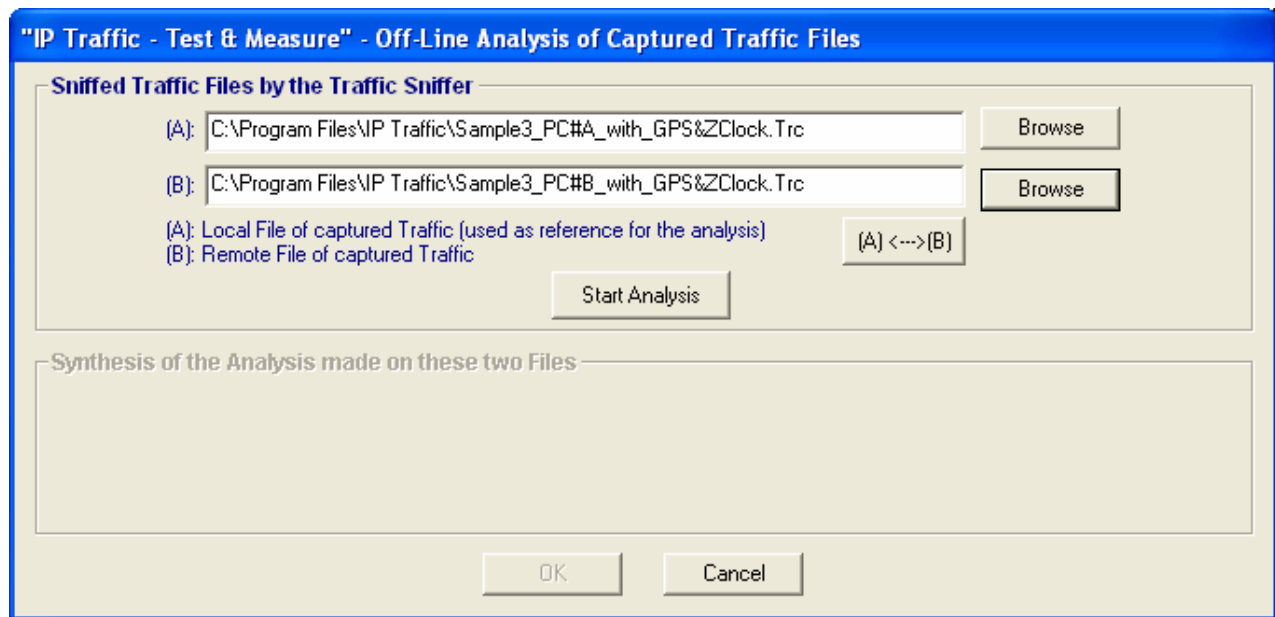 "IP Traffic - Test & Measure" - Off-Line Analysis of Captured Traffic Files
Sniffed Traffic Files by the Traffic Sniffer
(A): C:\Program Files\IP Traffic\Sample3_PC#A_with_GPS&ZClock.Trc Browse
(B): C:\Program Files\IP Traffic\Sample3_PC#B_with_GPS&ZClock.Trc Browse
(A): Local File of captured Traffic (used as reference for the analysis)
(B): Remote File of captured Traffic
(A) <--->(B)
Start Analysis
Synthesis of the Analysis made on these two Files
OK Cancel